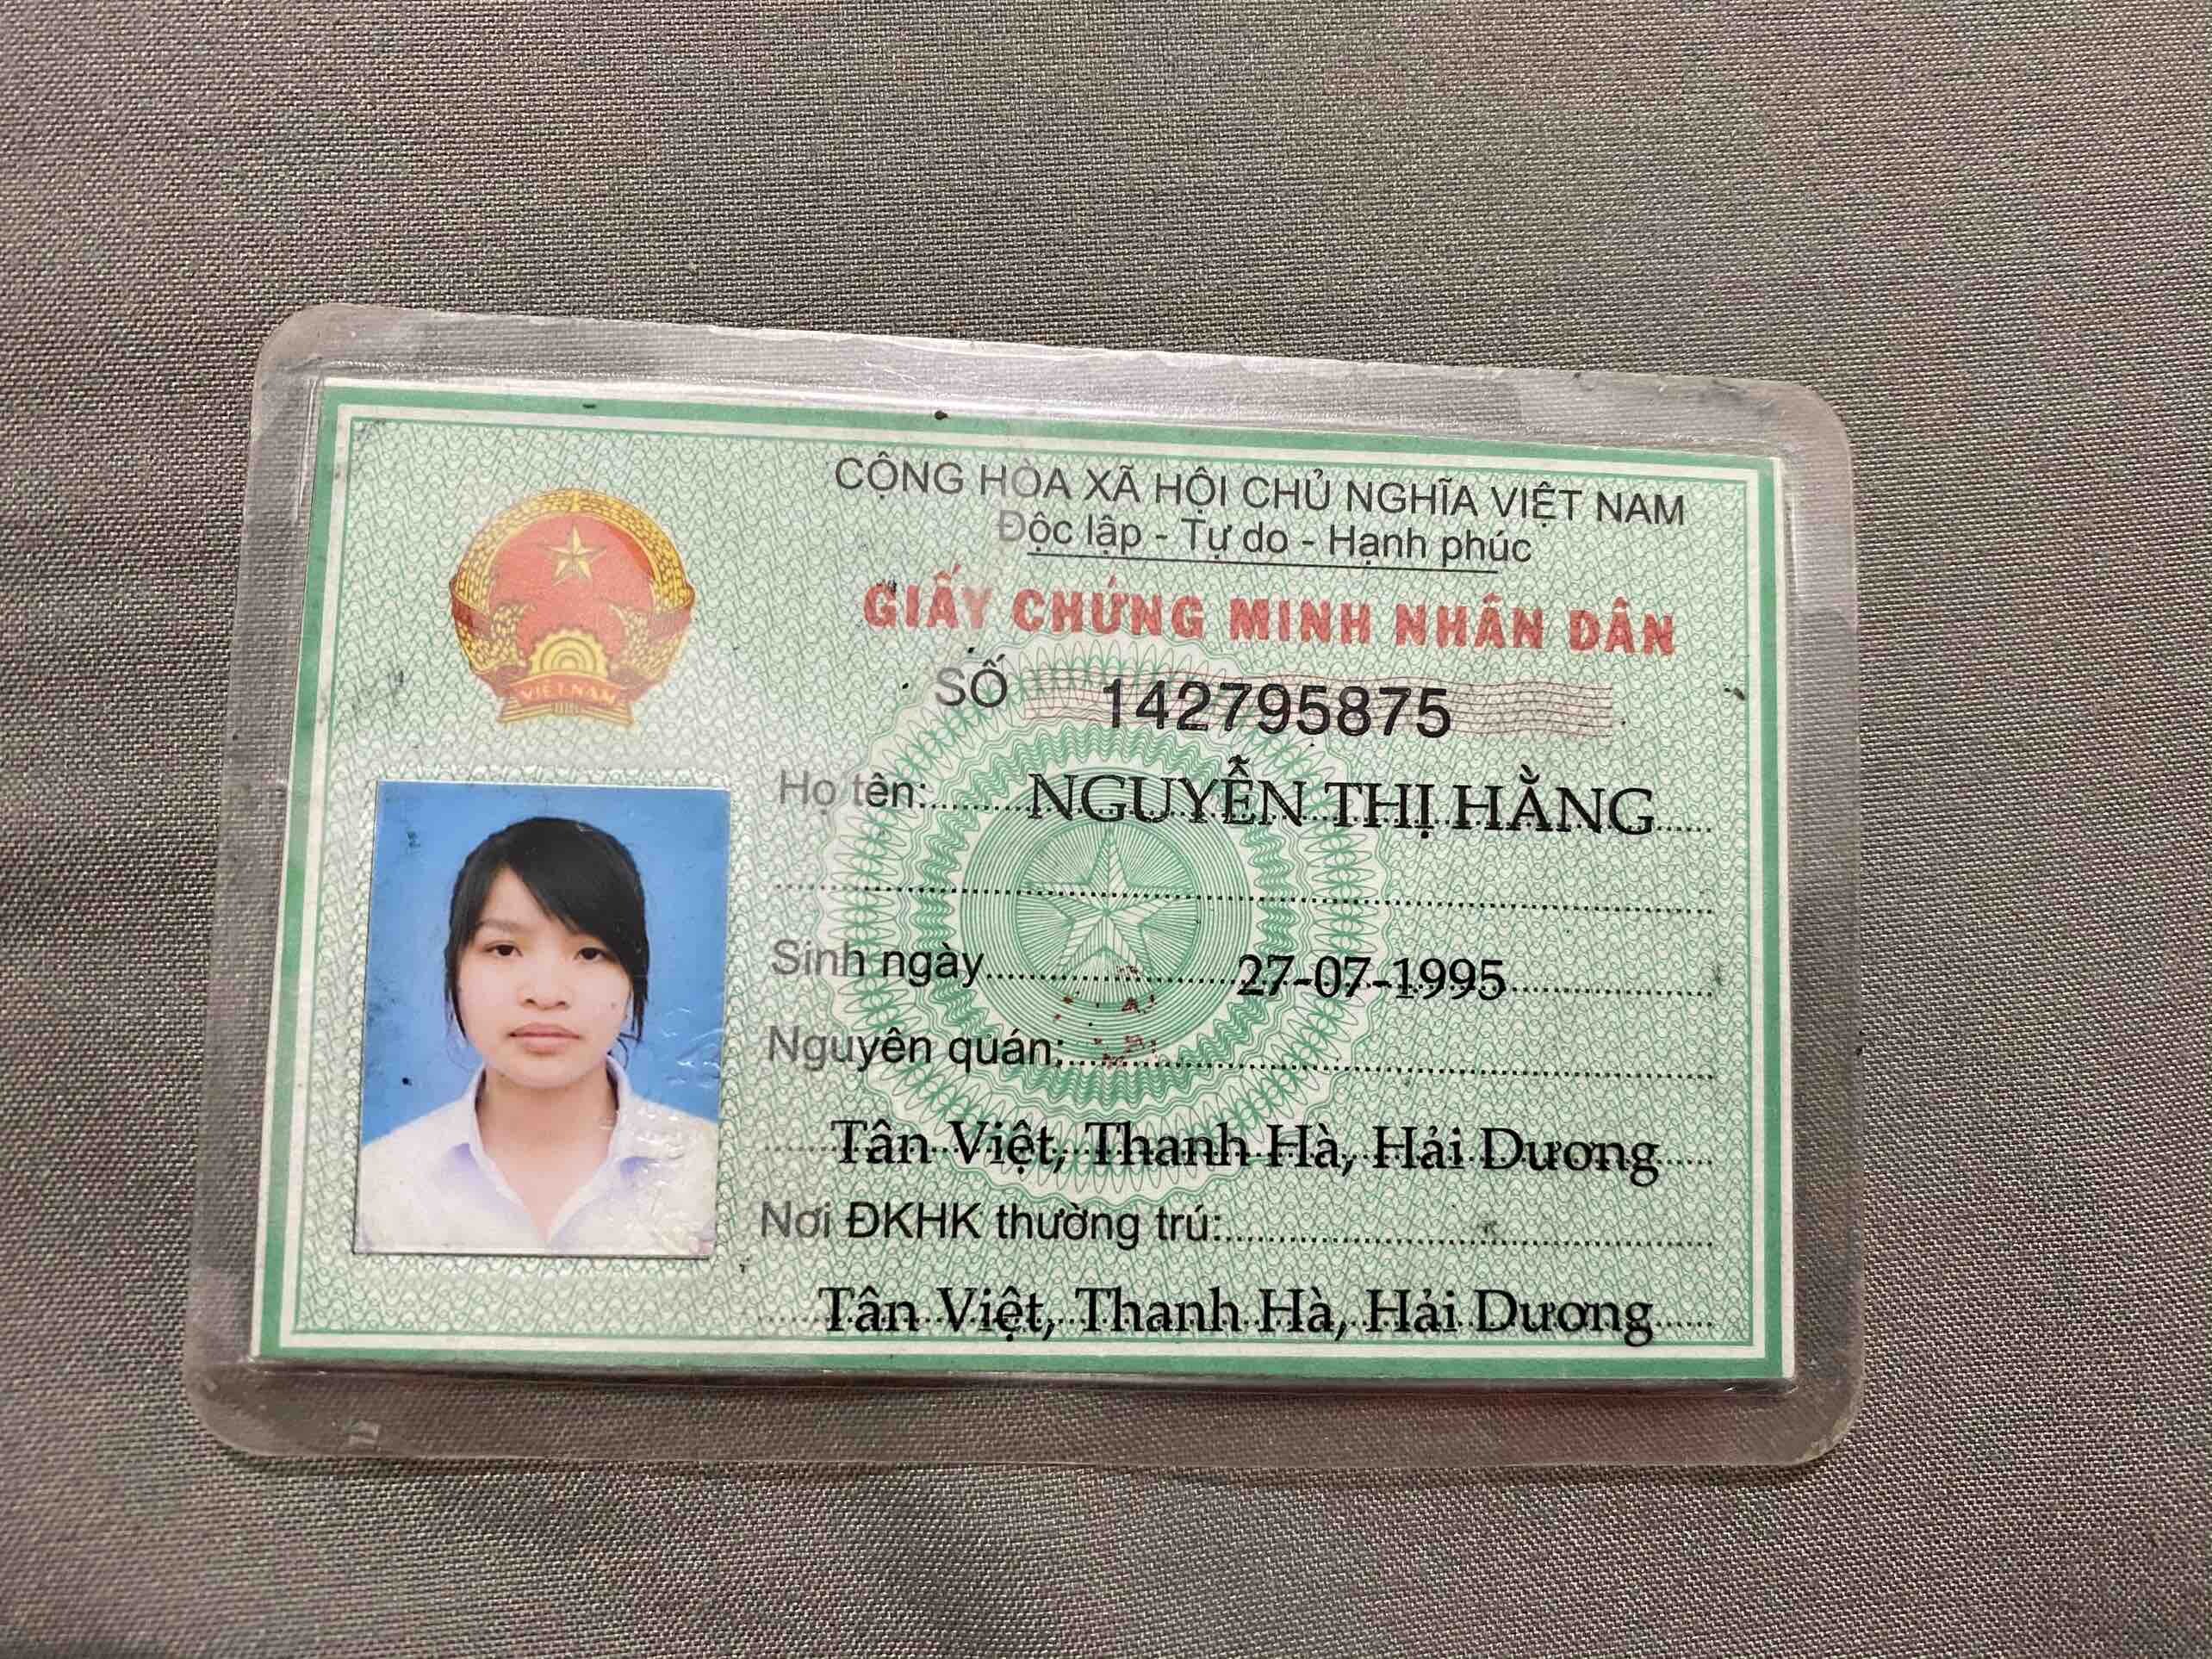 CỘNG HÒA XÃ HỘI CHỦ NGHĨA VIỆT NAM
Độc lập - Tự do - Hạnh phúc
GIẤY CHỨNG MINH NHÂN DÂN
SỐ 142795875
VIỆT NAM
Họ tên: NGUYỄN THỊ HẰNG
Sinh ngày 27-07-1995
Nguyên quán:
Tân Việt, Thanh Hà, Hải Dương
Nơi ĐKHK thường trú:
Tân Việt, Thanh Hà, Hải Dương